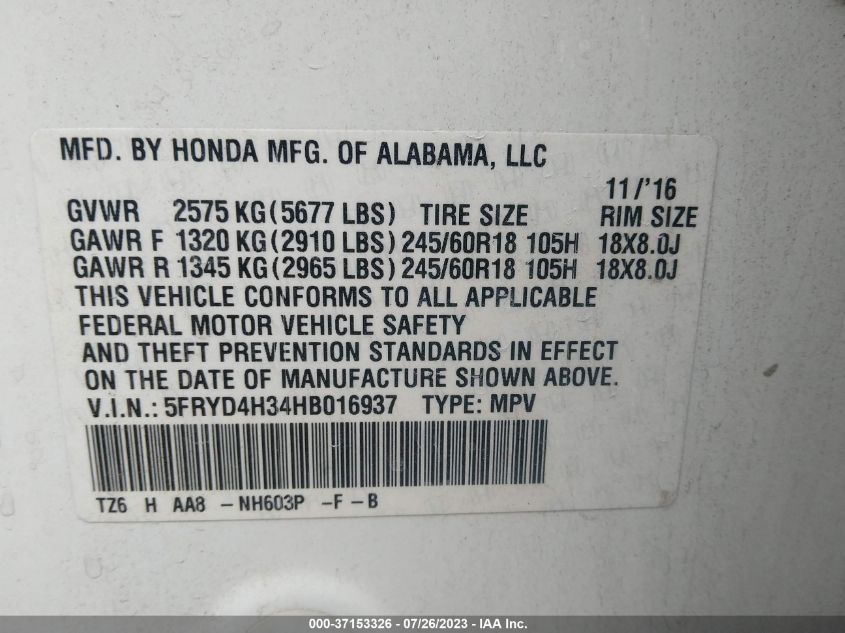 MFD. BY HONDA MFG. OF ALABAMA, LLC
11/'16
GVWR 2575 KG (5677 LBS) TIRE SIZE RIM SIZE
GAWR F 1320 KG (2910 LBS) 245/60R18 105H 18X8.0J
GAWR R 1345 KG (2965 LBS) 245/60R18 105H 18X8.0J
THIS VEHICLE CONFORMS TO ALL APPLICABLE
FEDERAL MOTOR VEHICLE SAFETY
AND THEFT PREVENTION STANDARDS IN EFFECT
ON THE DATE OF MANUFACTURE SHOWN ABOVE.
V.I.N.: 5FRYD4H34HB016937 TYPE: MPV
TZ6 H AA8 - NH603P - F - B
000-37153326 - 07/26/2023 - IAA Inc.